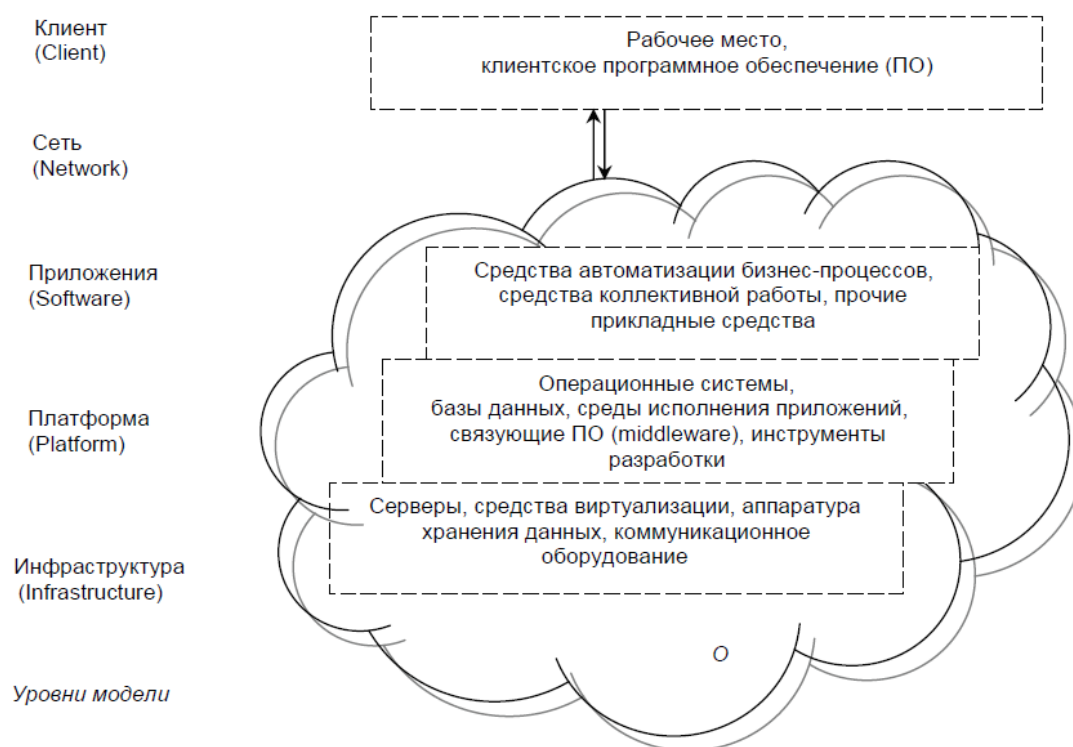 Клиент
(Client)
Рабочее место,
клиентское программное обеспечение (ПО)
Сеть
(Network)
Приложения
(Software)
Средства автоматизации бизнес-процессов,
средства коллективной работы, прочие
прикладные средства
Платформа
(Platform)
Операционные системы,
базы данных, среды исполнения приложений,
связующие ПО (middleware), инструменты
разработки
Инфраструктура
(Infrastructure)
Серверы, средства виртуализации, аппаратура
хранения данных, коммуникационное
оборудование
О
Уровни модели